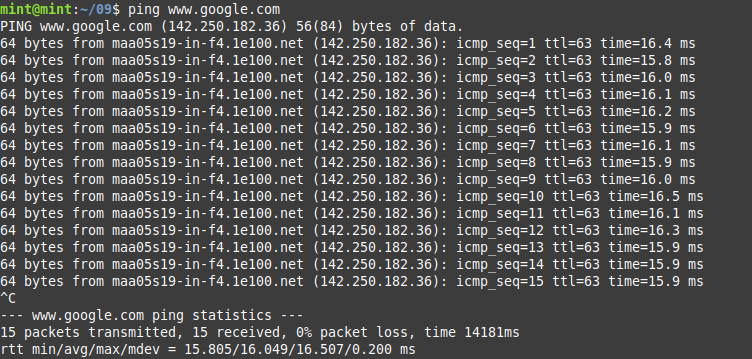 mint@mint:~/09$ ping www.google.com
PING www.google.com (142.250.182.36) 56(84) bytes of data.
64 bytes from maa05s19-in-f4.1e100.net (142.250.182.36): icmp_seq=1 ttl=63 time=16.4 ms
64 bytes from maa05s19-in-f4.1e100.net (142.250.182.36): icmp_seq=2 ttl=63 time=15.8 ms
64 bytes from maa05s19-in-f4.1e100.net (142.250.182.36): icmp_seq=3 ttl=63 time=16.0 ms
64 bytes from maa05s19-in-f4.1e100.net (142.250.182.36): icmp_seq=4 ttl=63 time=16.1 ms
64 bytes from maa05s19-in-f4.1e100.net (142.250.182.36): icmp_seq=5 ttl=63 time=16.2 ms
64 bytes from maa05s19-in-f4.1e100.net (142.250.182.36): icmp_seq=6 ttl=63 time=15.9 ms
64 bytes from maa05s19-in-f4.1e100.net (142.250.182.36): icmp_seq=7 ttl=63 time=16.1 ms
64 bytes from maa05s19-in-f4.1e100.net (142.250.182.36): icmp_seq=8 ttl=63 time=15.9 ms
64 bytes from maa05s19-in-f4.1e100.net (142.250.182.36): icmp_seq=9 ttl=63 time=16.0 ms
64 bytes from maa05s19-in-f4.1e100.net (142.250.182.36): icmp_seq=10 ttl=63 time=16.5 ms
64 bytes from maa05s19-in-f4.1e100.net (142.250.182.36): icmp_seq=11 ttl=63 time=16.1 ms
64 bytes from maa05s19-in-f4.1e100.net (142.250.182.36): icmp_seq=12 ttl=63 time=16.3 ms
64 bytes from maa05s19-in-f4.1e100.net (142.250.182.36): icmp_seq=13 ttl=63 time=15.9 ms
64 bytes from maa05s19-in-f4.1e100.net (142.250.182.36): icmp_seq=14 ttl=63 time=15.9 ms
64 bytes from maa05s19-in-f4.1e100.net (142.250.182.36): icmp_seq=15 ttl=63 time=15.9 ms
^C
--- www.google.com ping statistics ---
15 packets transmitted, 15 received, 0% packet loss, time 14181ms
rtt min/avg/max/mdev = 15.805/16.049/16.507/0.200 ms